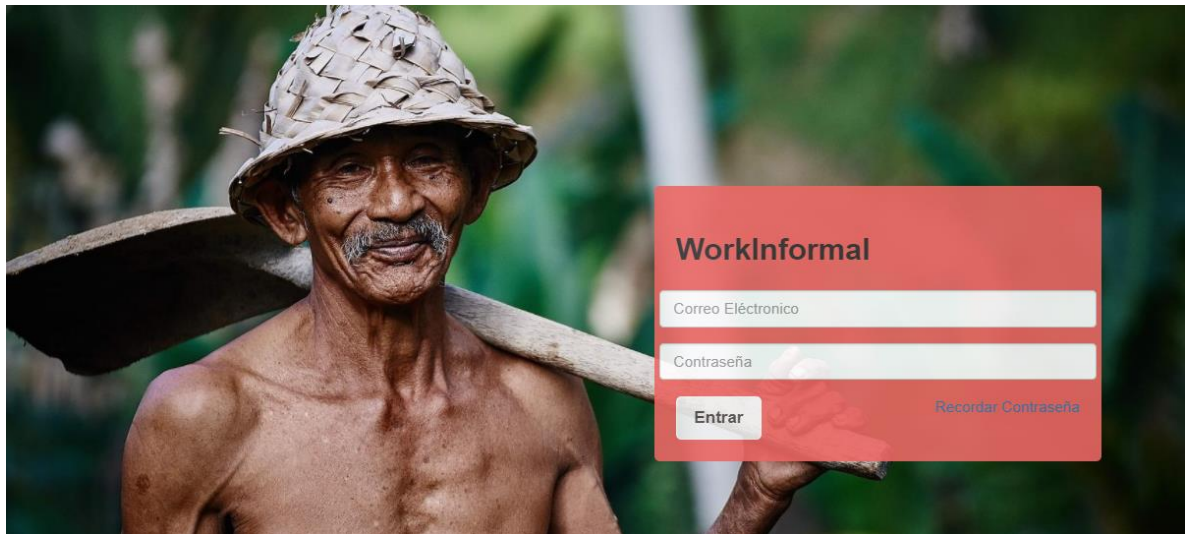 WorkInformal
Correo Eléctronico
Contraseña
Entrar
Recordar Contraseña